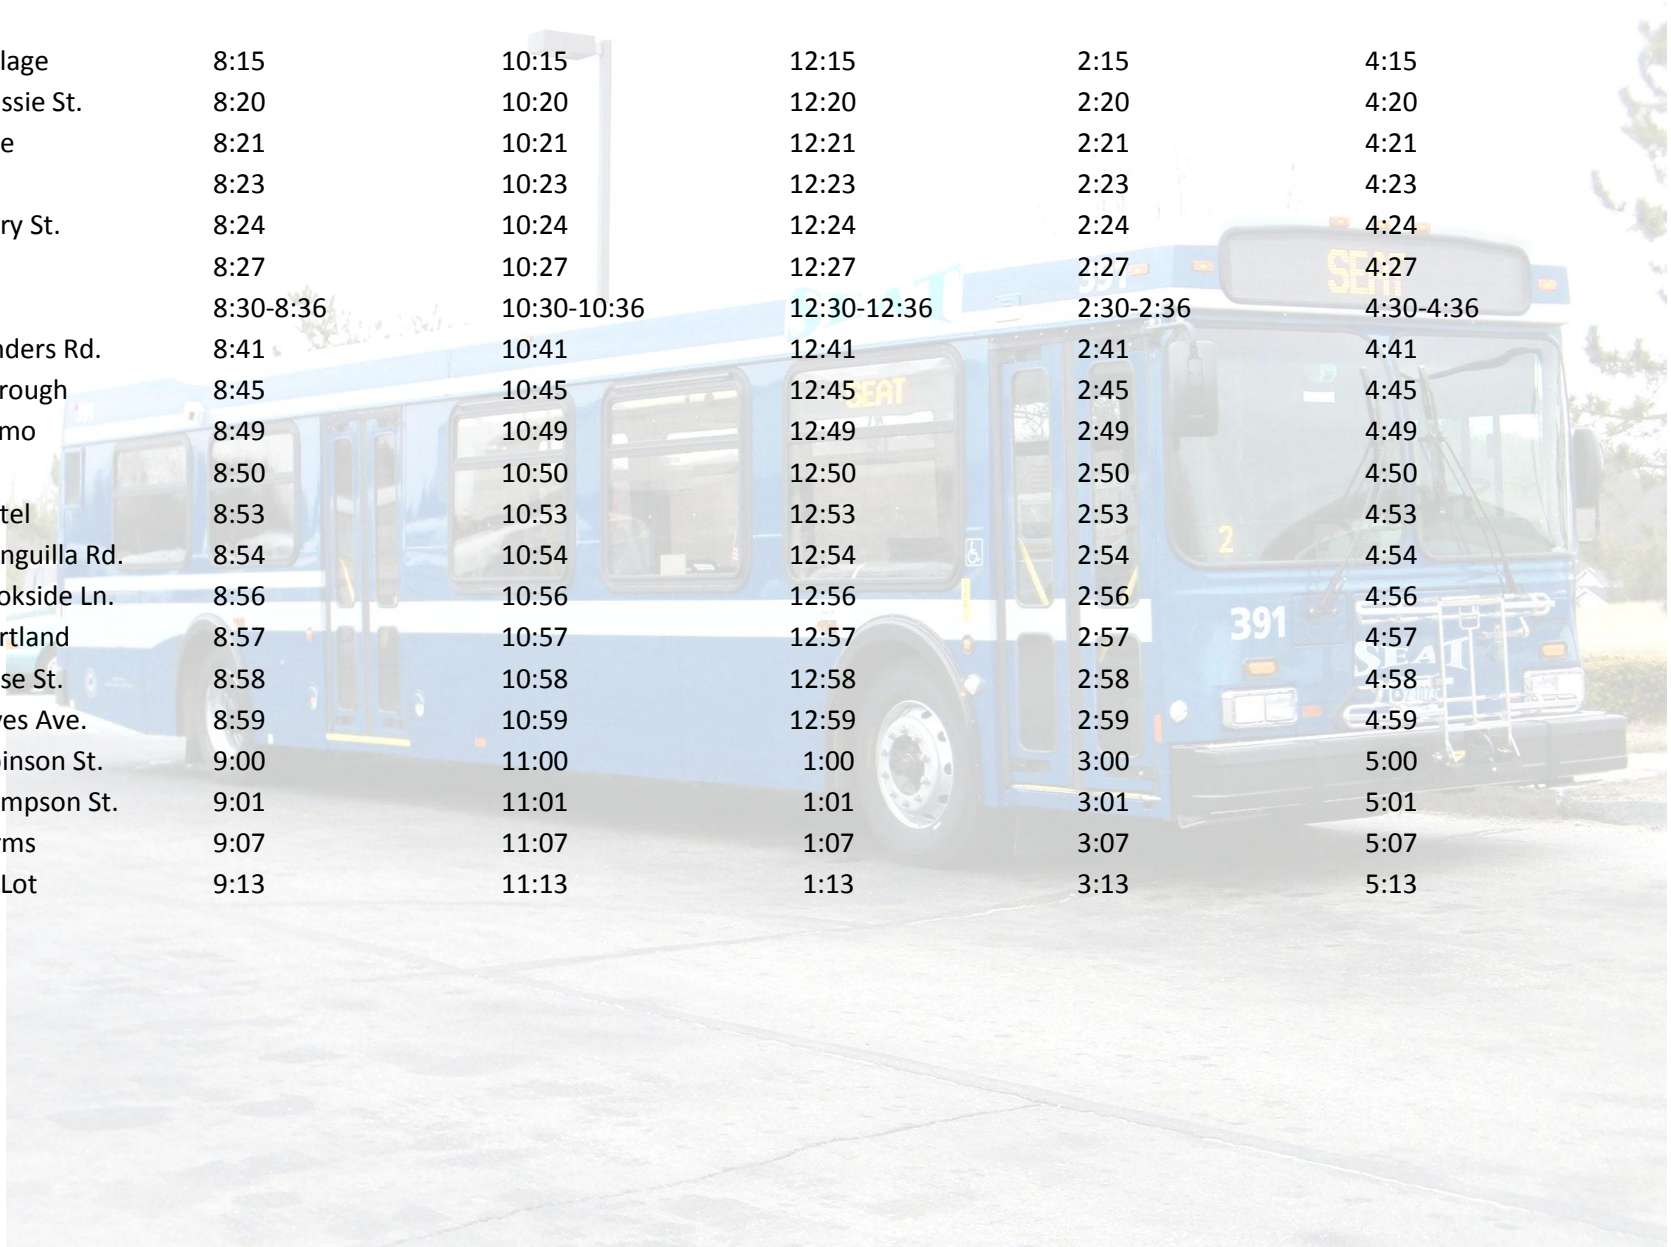 lage 8:15 10:15 12:15 2:15 4:15
ssie St. 8:20 10:20 12:20 2:20 4:20
e 8:21 10:21 12:21 2:21 4:21
8:23 10:23 12:23 2:23 4:23
ry St. 8:24 10:24 12:24 2:24 4:24
8:27 10:27 12:27 2:27 4:27
8:30-8:36 10:30-10:36 12:30-12:36 2:30-2:36 4:30-4:36
nders Rd. 8:41 10:41 12:41 2:41 4:41
rough 8:45 10:45 12:45 2:45 4:45
mo 8:49 10:49 12:49 2:49 4:49
8:50 10:50 12:50 2:50 4:50
tel 8:53 10:53 12:53 2:53 4:53
nguilla Rd. 8:54 10:54 12:54 2:54 4:54
okside Ln. 8:56 10:56 12:56 2:56 4:56
rtland 8:57 10:57 12:57 2:57 4:57
se St. 8:58 10:58 12:58 2:58 4:58
yes Ave. 8:59 10:59 12:59 2:59 4:59
inson St. 9:00 11:00 1:00 3:00 5:00
mpson St. 9:01 11:01 1:01 3:01 5:01
rms 9:07 11:07 1:07 3:07 5:07
Lot 9:13 11:13 1:13 3:13 5:13
SEAT
391
SEAT
SEAT
2
391
SEAT